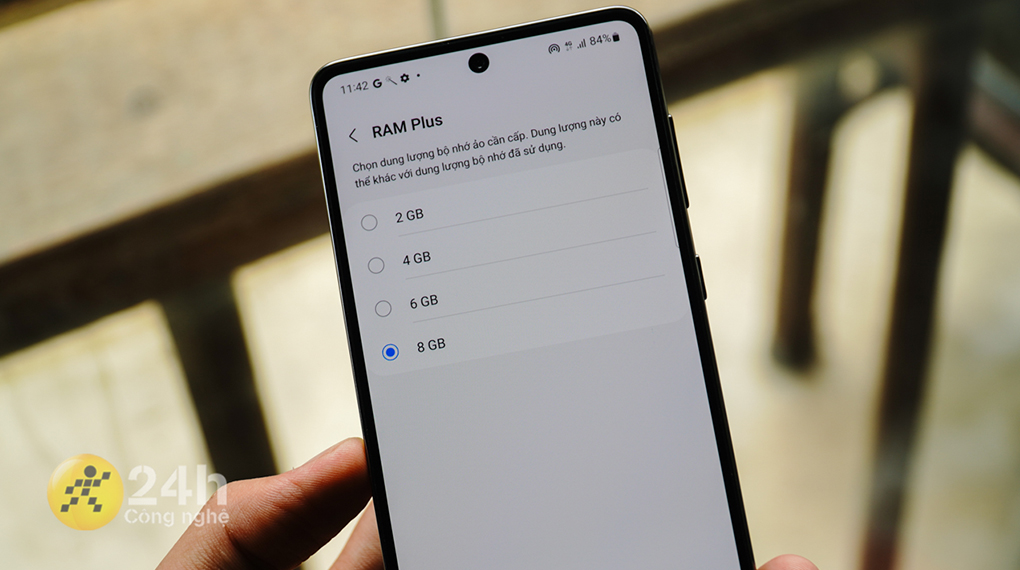 11:42 G 84%
RAM Plus
Chọn dung lượng bộ nhớ ảo cần cấp. Dung lượng này có
thể khác với dung lượng bộ nhớ đã sử dụng.
2 GB
4 GB
6 GB
8 GB
24h
Công nghệ